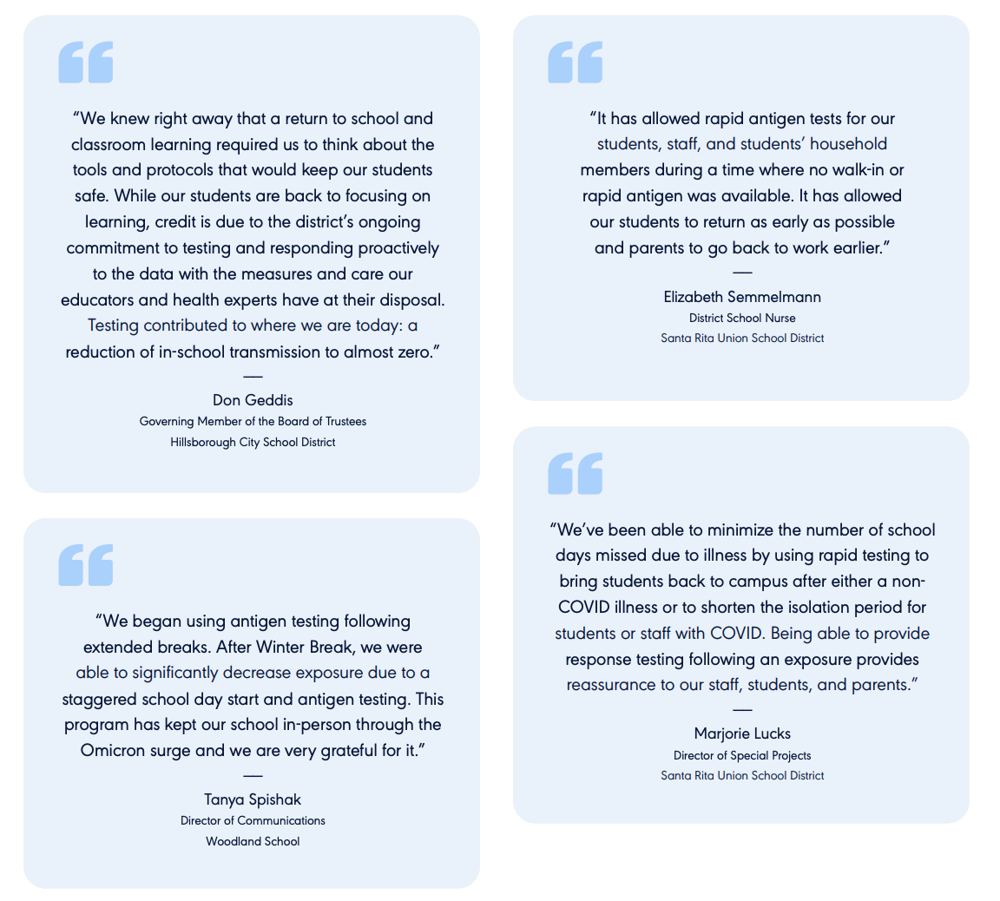 “We knew right away that a return to school and
classroom learning required us to think about the
tools and protocols that would keep our students
safe. While our students are back to focusing on
learning, credit is due to the district’s ongoing
commitment to testing and responding proactively
to the data with the measures and care our
educators and health experts have at their disposal.
Testing contributed to where we are today: a
reduction of in-school transmission to almost zero.”
—
Don Geddis
Governing Member of the Board of Trustees
Hillsborough City School District
“We began using antigen testing following
extended breaks. After Winter Break, we were
able to significantly decrease exposure due to a
staggered school day start and antigen testing. This
program has kept our school in-person through the
Omicron surge and we are very grateful for it.”
—
Tanya Spishak
Director of Communications
Woodland School
“It has allowed rapid antigen tests for our
students, staff, and students’ household
members during a time where no walk-in or
rapid antigen was available. It has allowed
our students to return as early as possible
and parents to go back to work earlier.”
—
Elizabeth Semmelmann
District School Nurse
Santa Rita Union School District
“We’ve been able to minimize the number of school
days missed due to illness by using rapid testing to
bring students back to campus after either a non-
COVID illness or to shorten the isolation period for
students or staff with COVID. Being able to provide
response testing following an exposure provides
reassurance to our staff, students, and parents.”
—
Marjorie Lucks
Director of Special Projects
Santa Rita Union School District